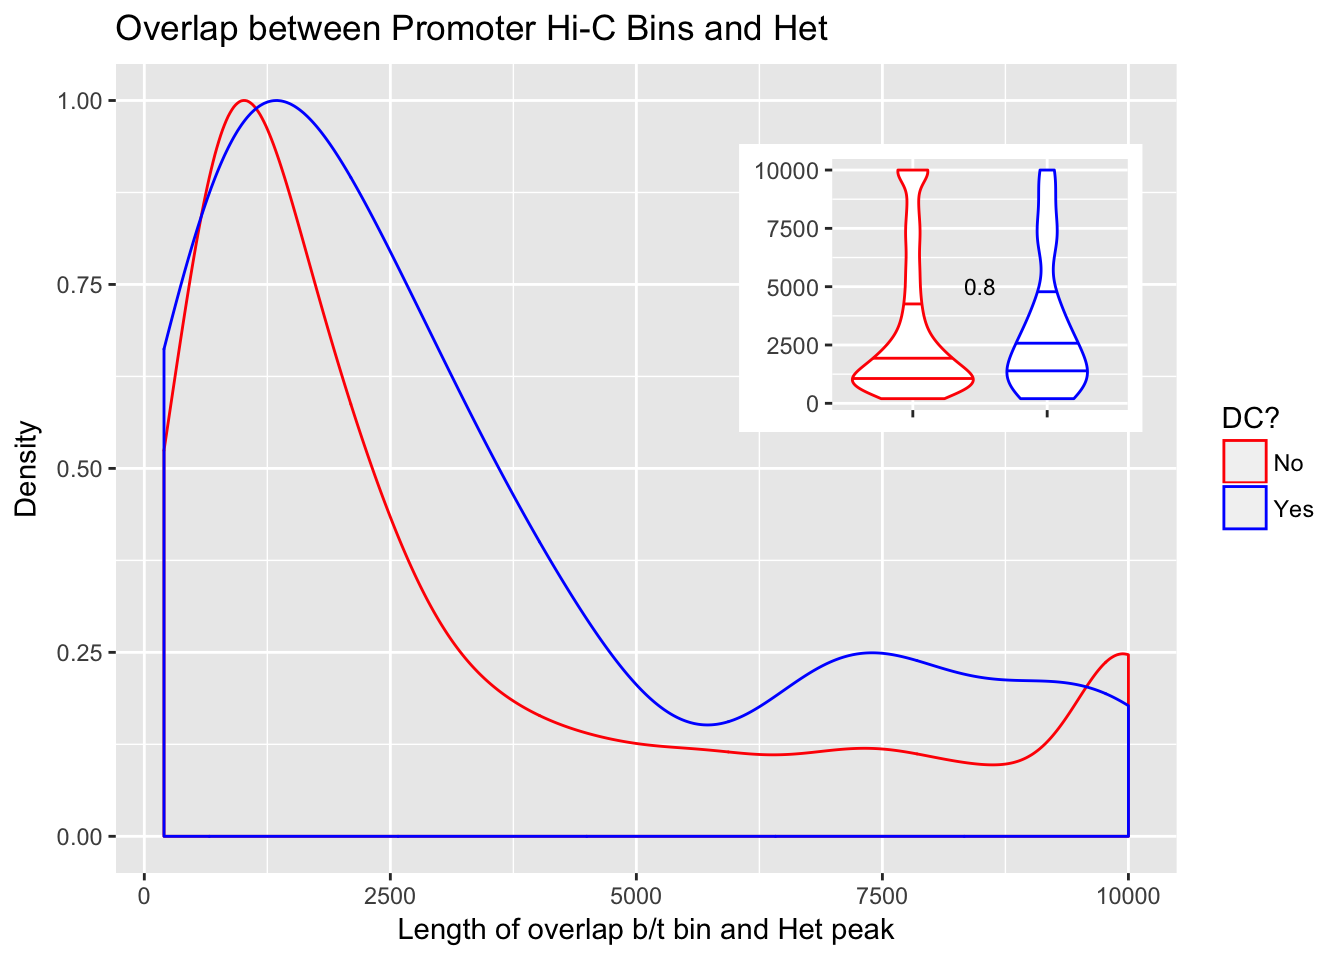 Overlap between Promoter Hi-C Bins and Het
1.00
0.75
0.50
0.25
0.00
Density
0
2500
5000
7500
10000
Length of overlap b/t bin and Het peak
10000
7500
5000
2500
0
0.8
DC?
No
Yes